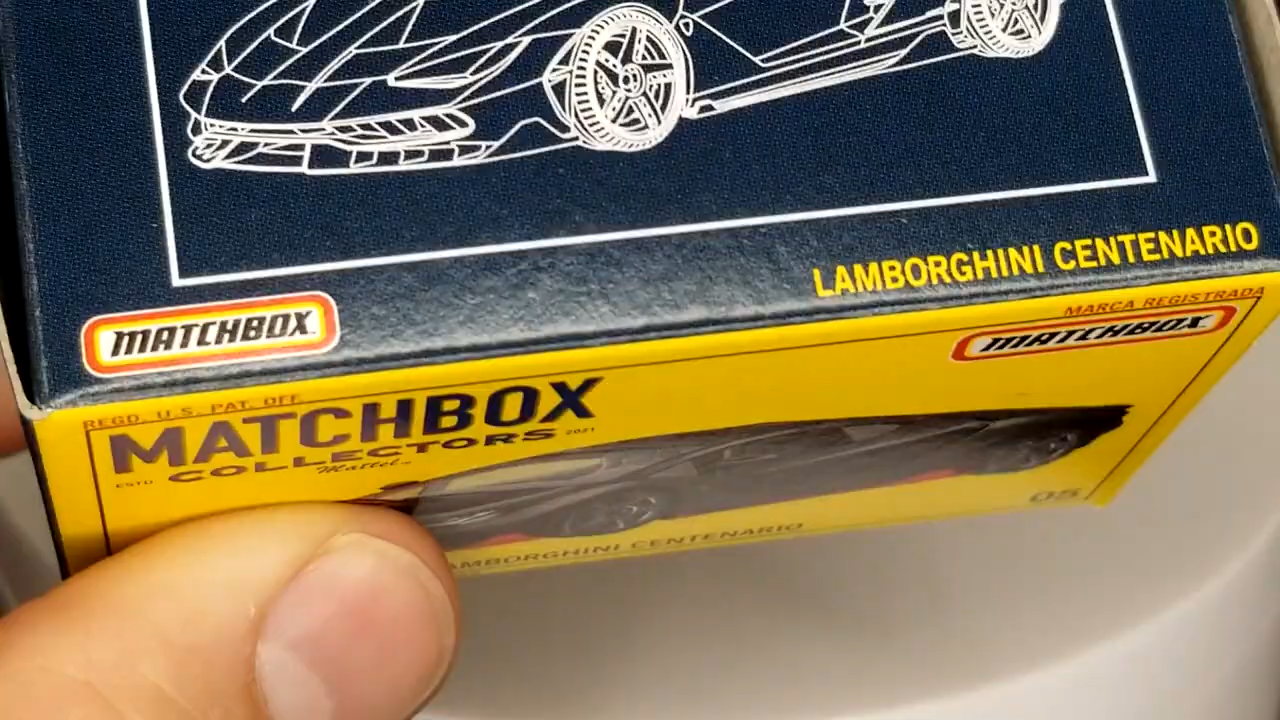 LAMBORGHINI CENTENARIO
MATCHBOX
MARCA REGISTRADA
MATCHBOX
REGD. U.S. PAT. OFF.
MATCHBOX
COLLECTORS
ESTD 2021
Mattel
05
LAMBORGHINI CENTENARIO